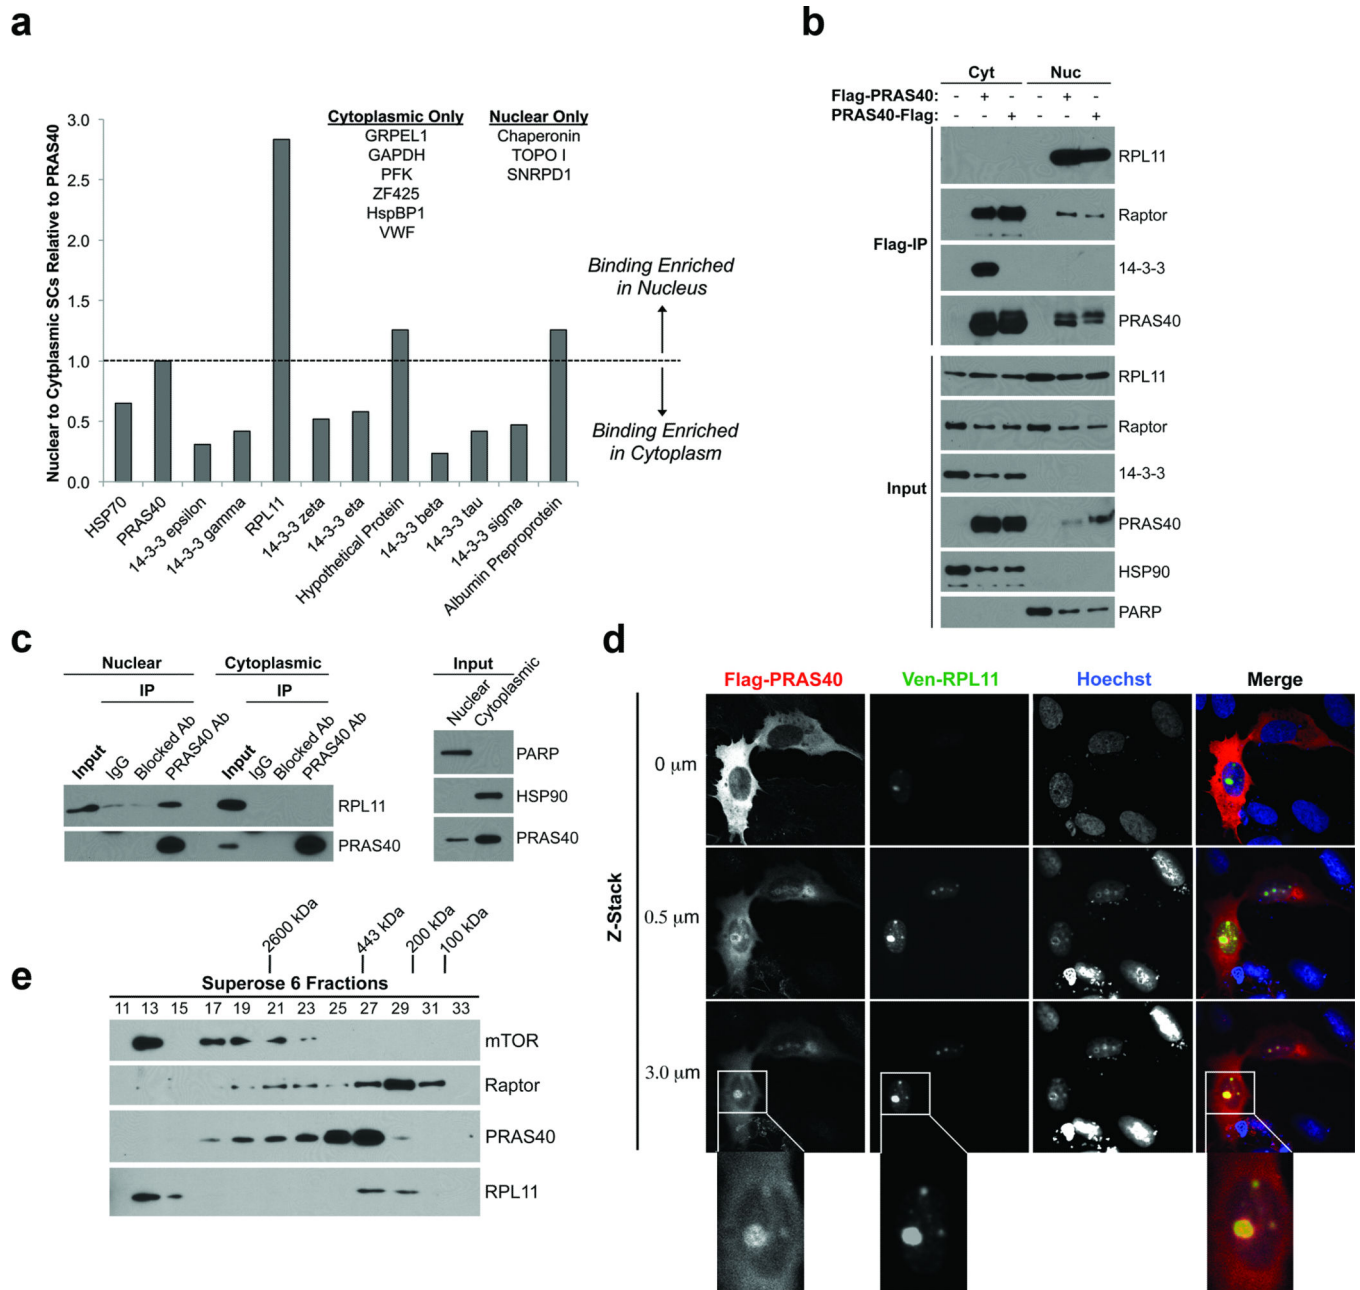 a
Nuclear to Cytplasmic SCs Relative to PRAS40
3.0
2.5
2.0
1.5
1.0
0.5
0.0
Cytoplasmic Only
GRPEL1
GAPDH
PFK
ZF425
HspBP1
VWF
Nuclear Only
Chaperonin
TOPO I
SNRPD1
Binding Enriched
in Nucleus
Binding Enriched
in Cytoplasm
HSP70
PRAS40
14-3-3 epsilon
14-3-3 gamma
RPL11
14-3-3 zeta
14-3-3 eta
Hypothetical Protein
14-3-3 beta
14-3-3 tau
14-3-3 sigma
Albumin Preproprotein
b
Cyt Nuc
Flag-PRAS40: - + - - + -
PRAS40-Flag: - - + - - +
Flag-IP
RPL11
Raptor
14-3-3
PRAS40
Input
RPL11
Raptor
14-3-3
PRAS40
HSP90
PARP
c
Nuclear Cytoplasmic
IP IP
Input
IgG
Blocked Ab
PRAS40 Ab
Input
IgG
Blocked Ab
PRAS40 Ab
RPL11
PRAS40
Input
Nuclear
Cytoplasmic
PARP
HSP90
PRAS40
d
Flag-PRAS40 Ven-RPL11 Hoechst Merge
Z-Stack
0 µm
0.5 µm
3.0 µm
e
2600 kDa
443 kDa
200 kDa
100 kDa
Superose 6 Fractions
11 13 15 17 19 21 23 25 27 29 31 33
mTOR
Raptor
PRAS40
RPL11